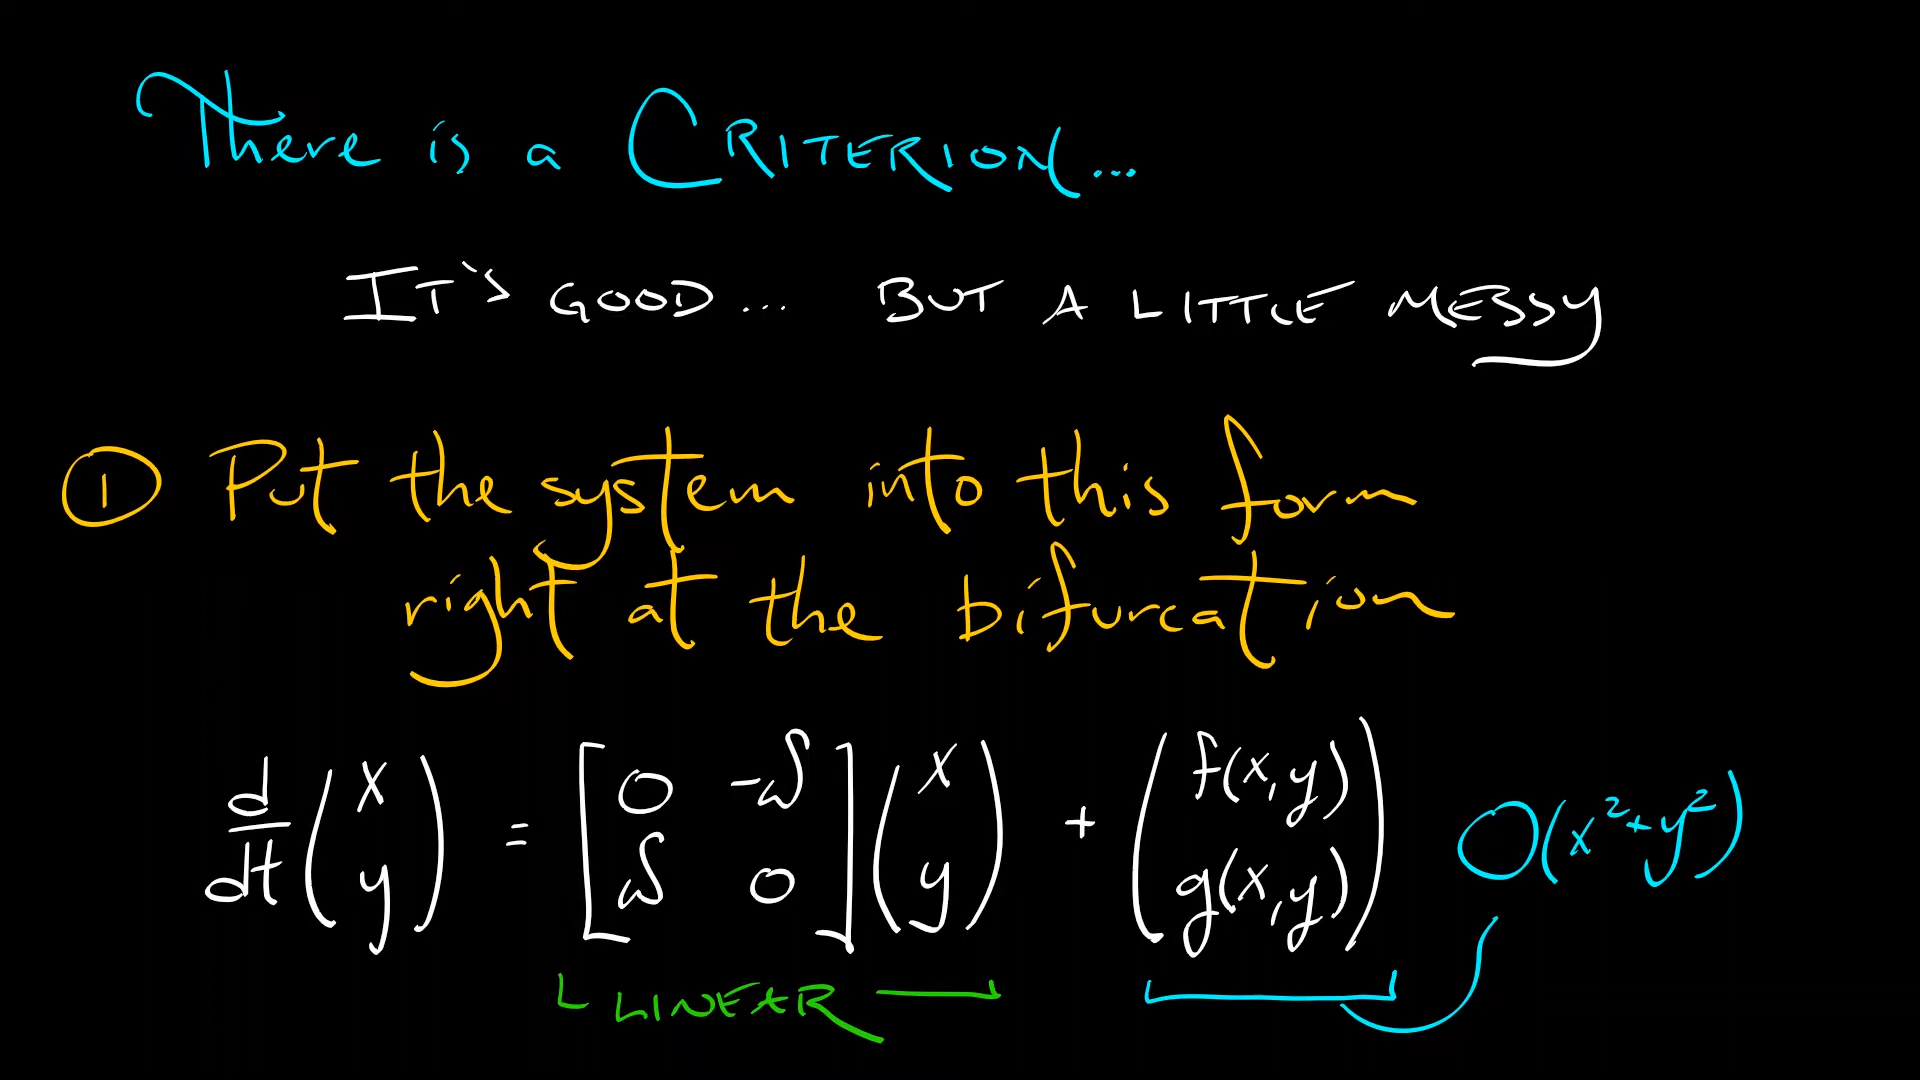 There is a CRITERION...
IT'S GOOD... BUT A LITTLE MESSY
① Put the system into this form
right at the bifurcation
d/dt (x y) = [0 -ω ω 0] (x y) + (f(x,y) g(x,y)) O(x²+y²)
LINEAR